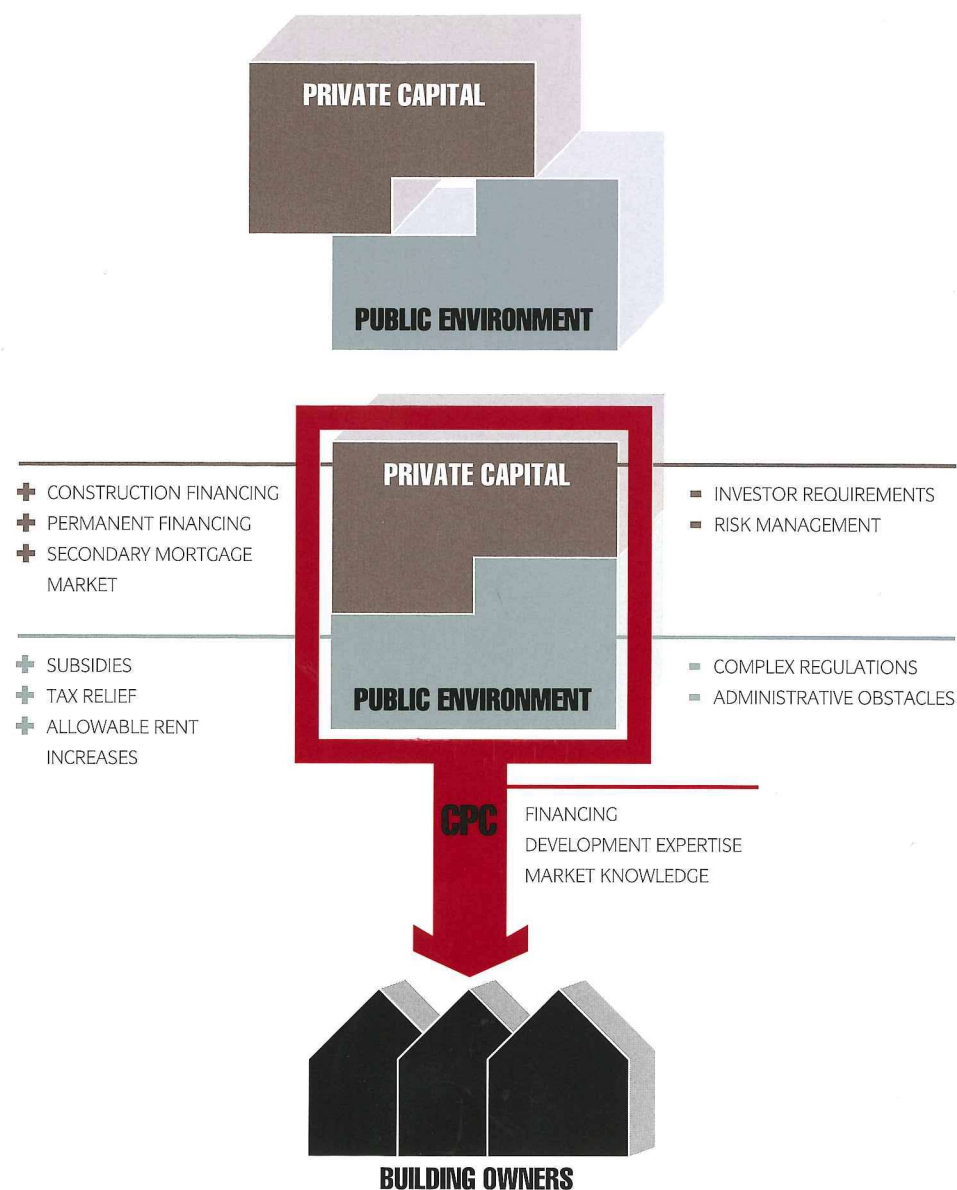 PRIVATE CAPITAL
PUBLIC ENVIRONMENT
PRIVATE CAPITAL
+ CONSTRUCTION FINANCING
+ PERMANENT FINANCING
+ SECONDARY MORTGAGE
MARKET
- INVESTOR REQUIREMENTS
- RISK MANAGEMENT
+ SUBSIDIES
+ TAX RELIEF
+ ALLOWABLE RENT
INCREASES
PUBLIC ENVIRONMENT
- COMPLEX REGULATIONS
- ADMINISTRATIVE OBSTACLES
CPC
FINANCING
DEVELOPMENT EXPERTISE
MARKET KNOWLEDGE
BUILDING OWNERS